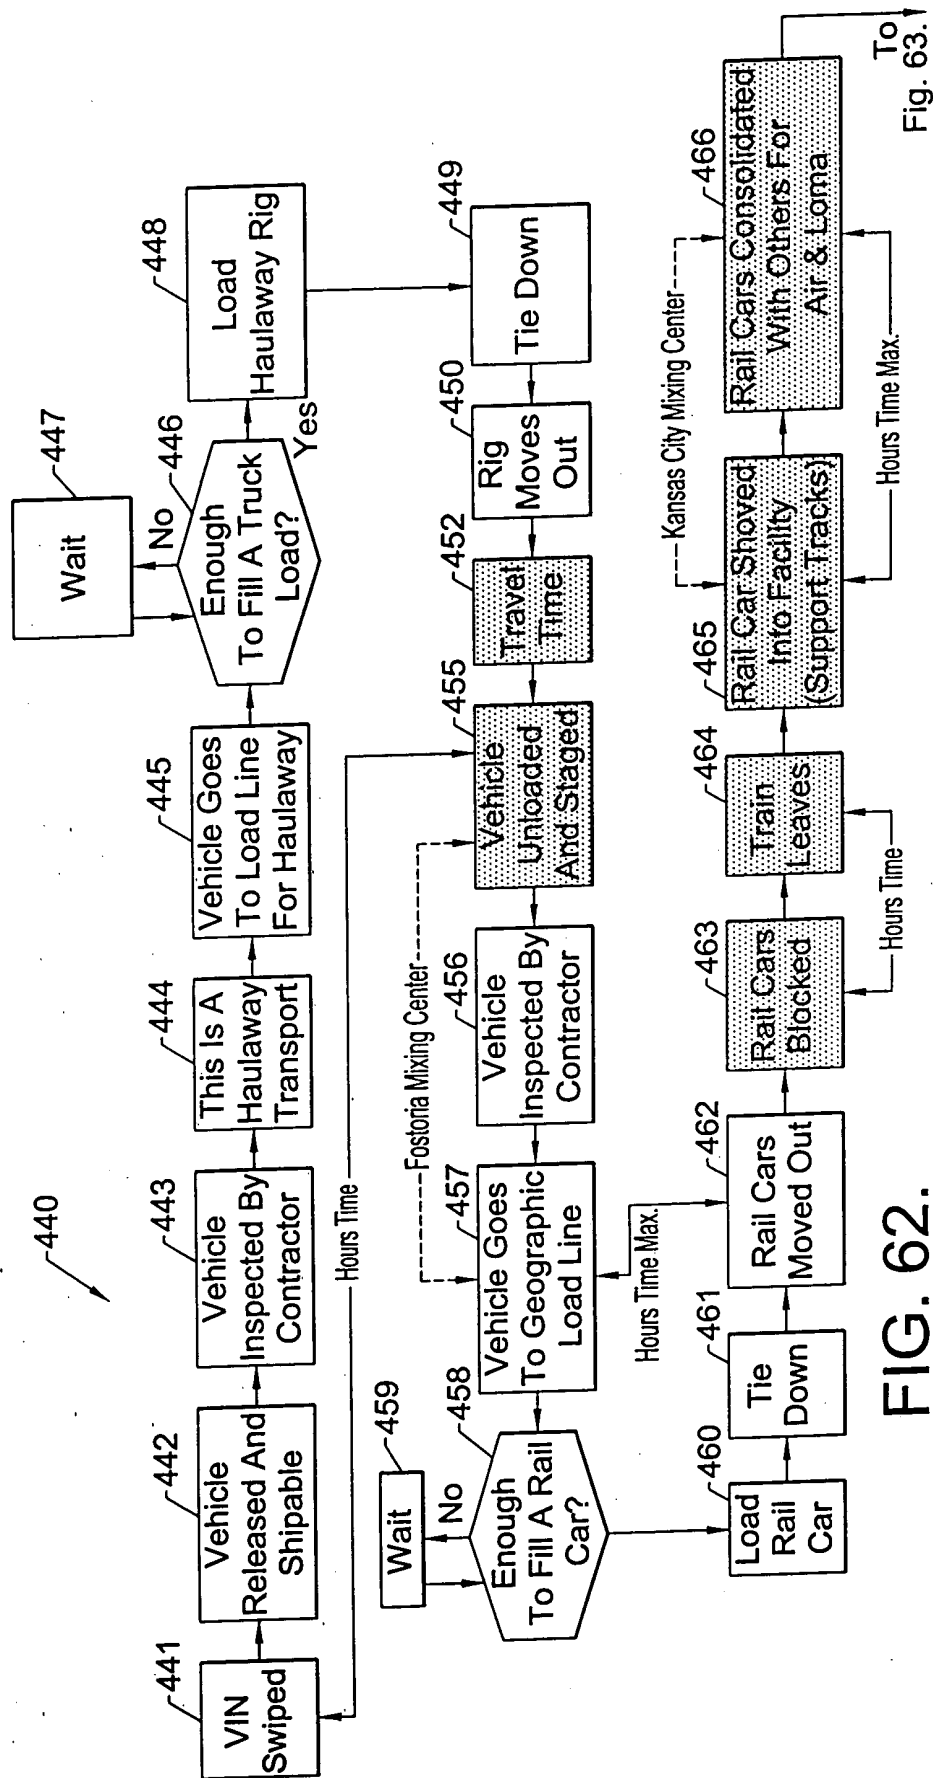 440
441
VIN
Swiped
442
Vehicle
Released And
Shipable
443
Vehicle
Inspected By
Contractor
444
This Is A
Haulaway
Transport
445
Vehicle Goes
To Load Line
For Haulaway
446
Enough
To Fill A Truck
Load?
No
447
Wait
Yes
448
Load
Haulaway Rig
449
Tie Down
450
Rig
Moves
Out
452
Travel
Time
455
Vehicle
Unloaded
And Staged
Hours Time
Fostoria Mixing Center
456
Vehicle
Inspected By
Contractor
457
Vehicle Goes
To Geographic
Load Line
458
Enough
To Fill A Rail
Car?
No
459
Wait
460
Load
Rail
Car
461
Tie
Down
462
Rail Cars
Moved Out
Hours Time Max.
463
Rail Cars
Blocked
464
Train
Leaves
Hours Time
465
Rail Car Shoved
Into Facility
(Support Tracks)
Kansas City Mixing Center
466
Rail Cars Consolidated
With Others For
Air & Loma
Hours Time Max.
To
Fig. 63.
FIG. 62.